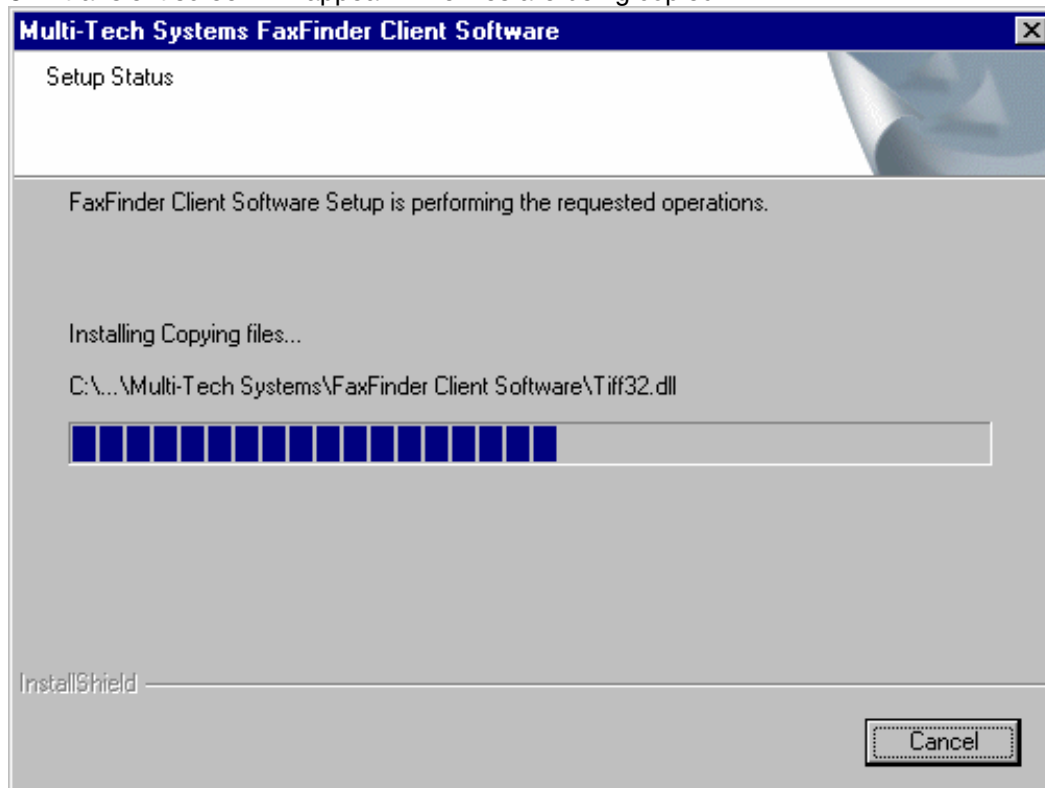 Multi-Tech Systems FaxFinder Client Software
Setup Status
FaxFinder Client Software Setup is performing the requested operations.
Installing Copying files...
C:\...\Multi-Tech Systems\FaxFinder Client Software\Tiff32.dll
InstallShield
Cancel